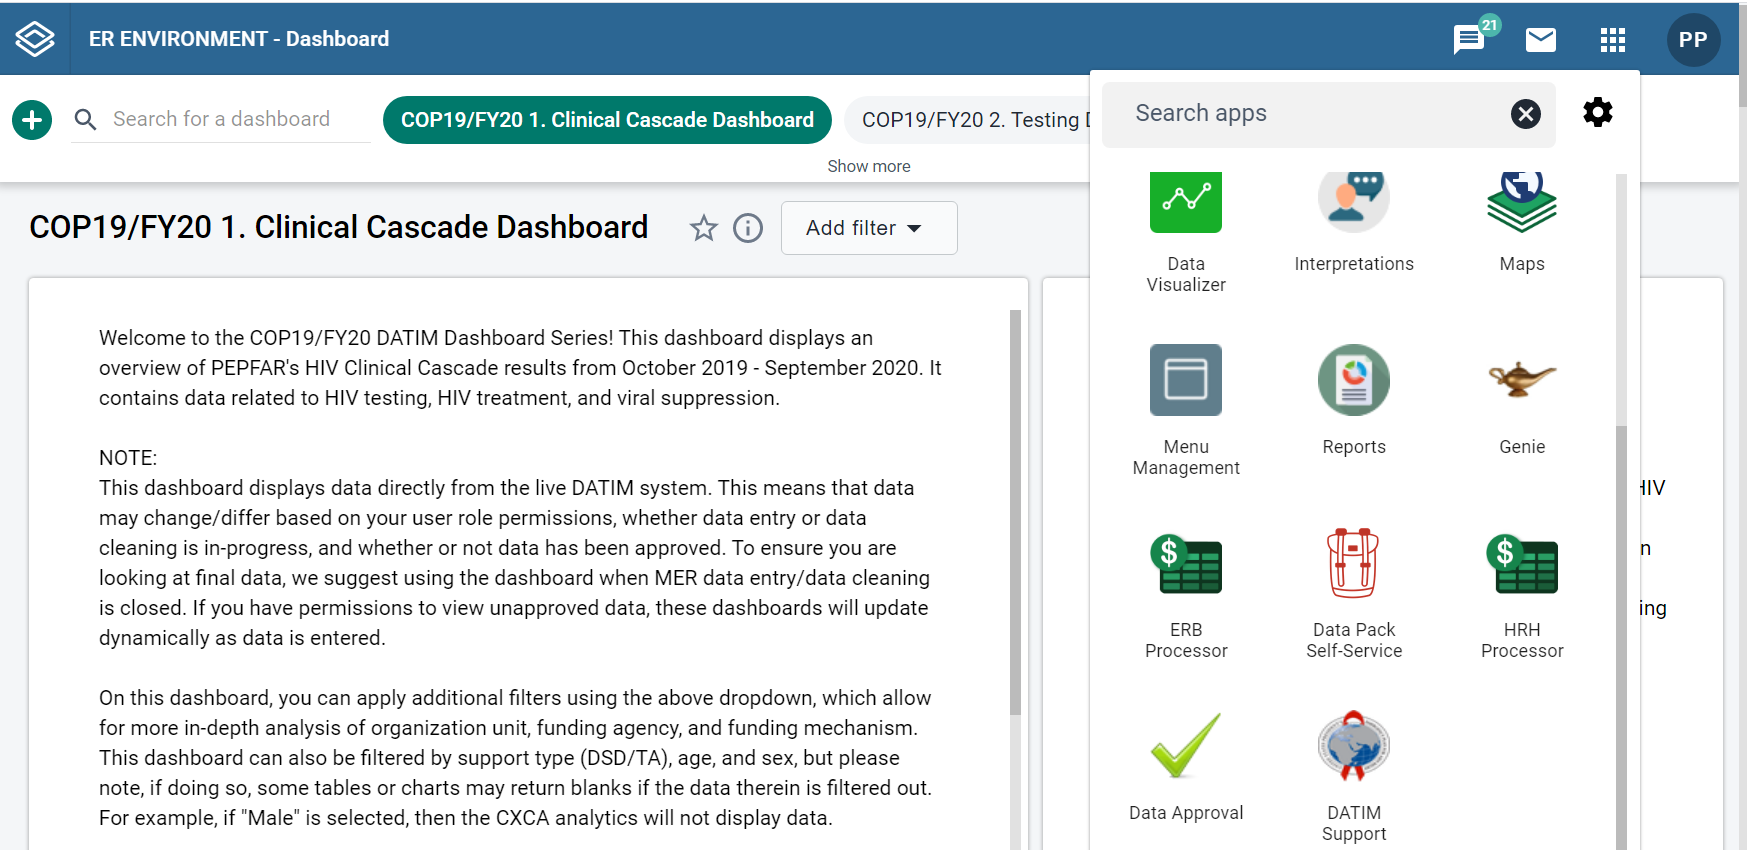 ER ENVIRONMENT - Dashboard
21
PP
Search for a dashboard
COP19/FY20 1. Clinical Cascade Dashboard
COP19/FY20 2. Testing
Show more
Search apps
COP19/FY20 1. Clinical Cascade Dashboard
Add filter
Welcome to the COP19/FY20 DATIM Dashboard Series! This dashboard displays an
overview of PEPFAR's HIV Clinical Cascade results from October 2019 - September 2020. It
contains data related to HIV testing, HIV treatment, and viral suppression.
NOTE:
This dashboard displays data directly from the live DATIM system. This means that data
may change/differ based on your user role permissions, whether data entry or data
cleaning is in-progress, and whether or not data has been approved. To ensure you are
looking at final data, we suggest using the dashboard when MER data entry/data cleaning
is closed. If you have permissions to view unapproved data, these dashboards will update
dynamically as data is entered.
On this dashboard, you can apply additional filters using the above dropdown, which allow
for more in-depth analysis of organization unit, funding agency, and funding mechanism.
This dashboard can also be filtered by support type (DSD/TA), age, and sex, but please
note, if doing so, some tables or charts may return blanks if the data therein is filtered out.
For example, if "Male" is selected, then the CXCA analytics will not display data.
Data
Visualizer
Interpretations
Maps
Menu
Management
Reports
Genie
$
ERB
Processor
Data Pack
Self-Service
$
HRH
Processor
Data Approval
DATIM
Support
HIV
n
ing